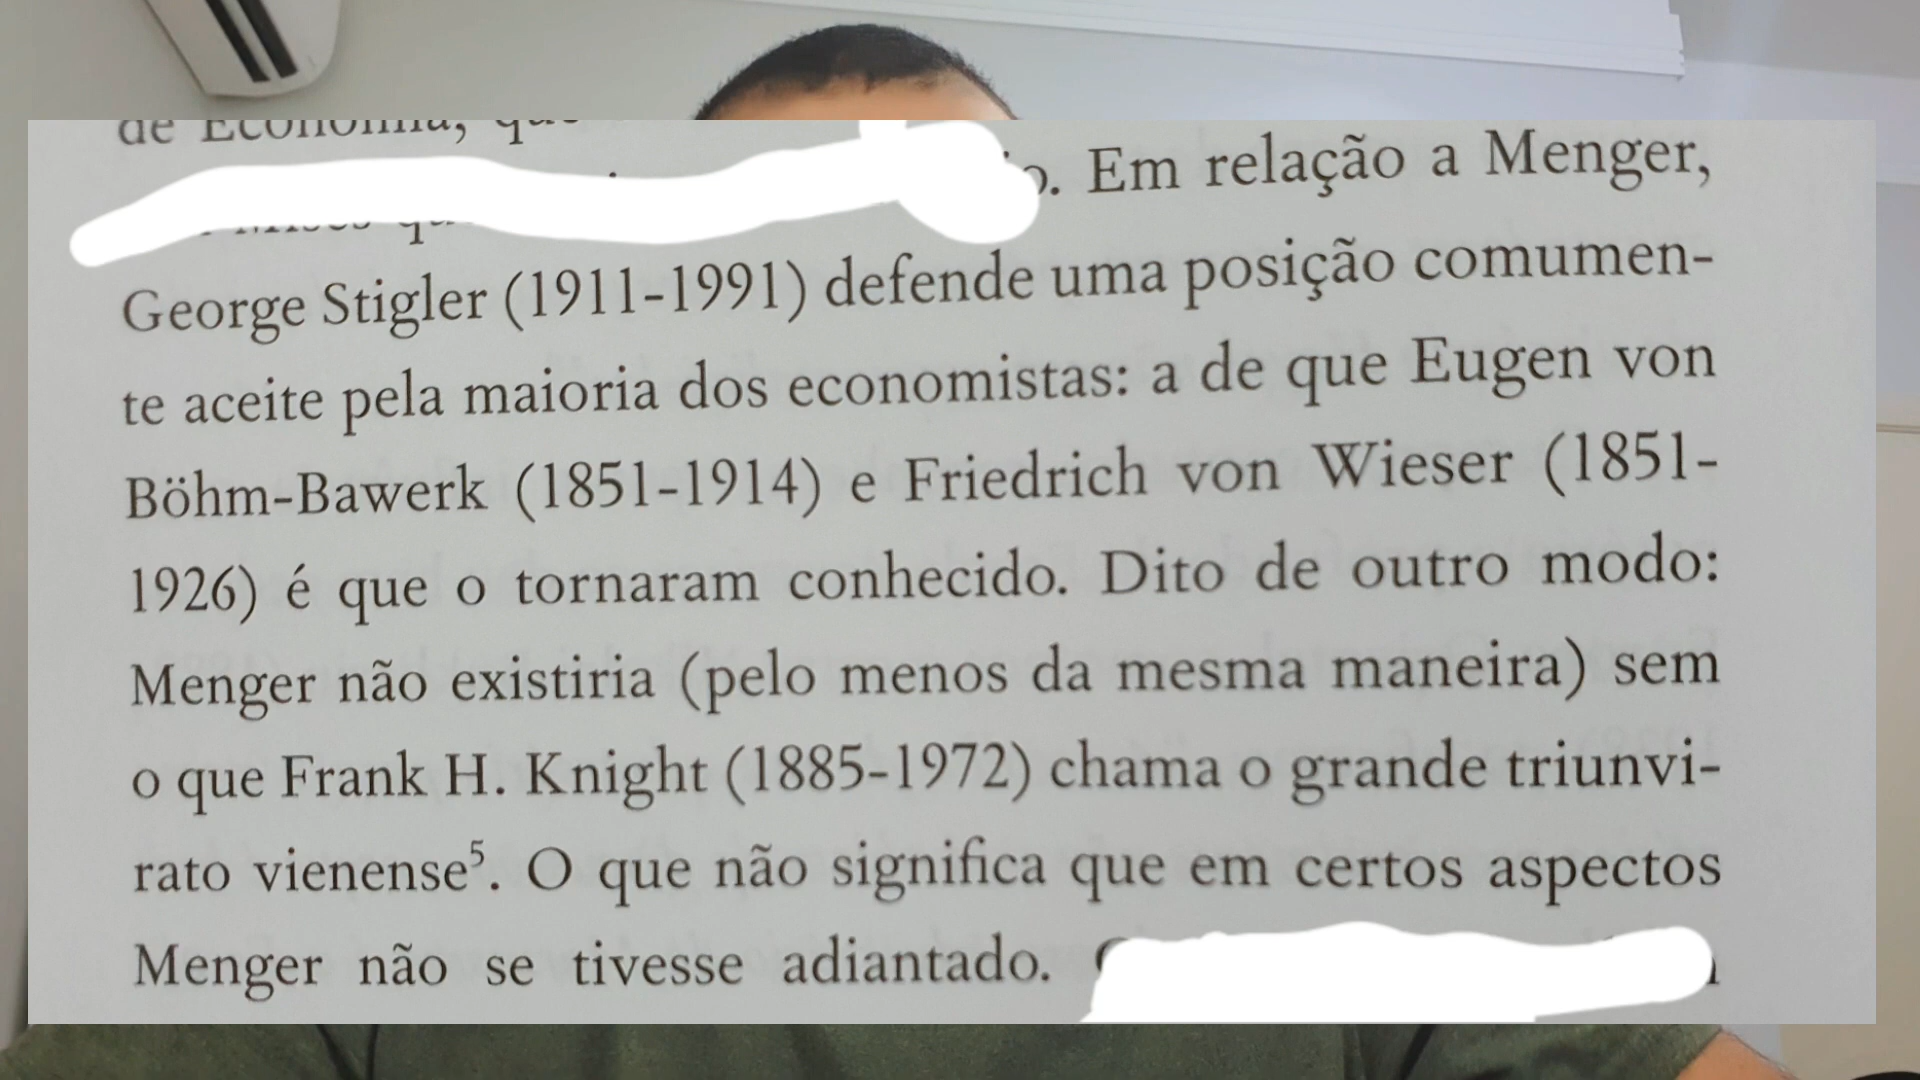 de Economia,
. Em relação a Menger,
George Stigler (1911-1991) defende uma posição comumen-
te aceite pela maioria dos economistas: a de que Eugen von
Böhm-Bawerk (1851-1914) e Friedrich von Wieser (1851-
1926) é que o tornaram conhecido. Dito de outro modo:
Menger não existiria (pelo menos da mesma maneira) sem
o que Frank H. Knight (1885-1972) chama o grande triunvi-
rato vienense⁵. O que não significa que em certos aspectos
Menger não se tivesse adiantado.